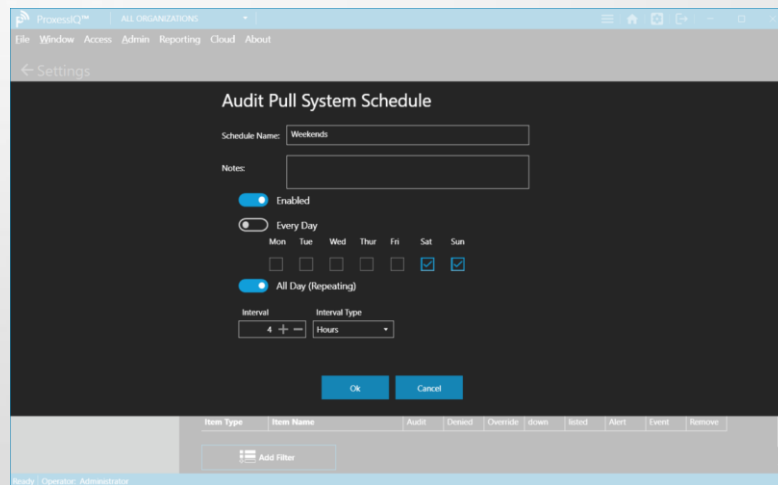 ProxessIQ™ ALL ORGANIZATIONS
File Window Access Admin Reporting Cloud About
Settings
Audit Pull System Schedule
Schedule Name: Weekends
Notes:
Enabled
Every Day
Mon Tue Wed Thur Fri Sat Sun
All Day (Repeating)
Interval Interval Type
4 Hours
Ok Cancel
Item Type Item Name Audit Denied Override down listed Alert Event Remove
Add Filter
Ready Operator: Administrator